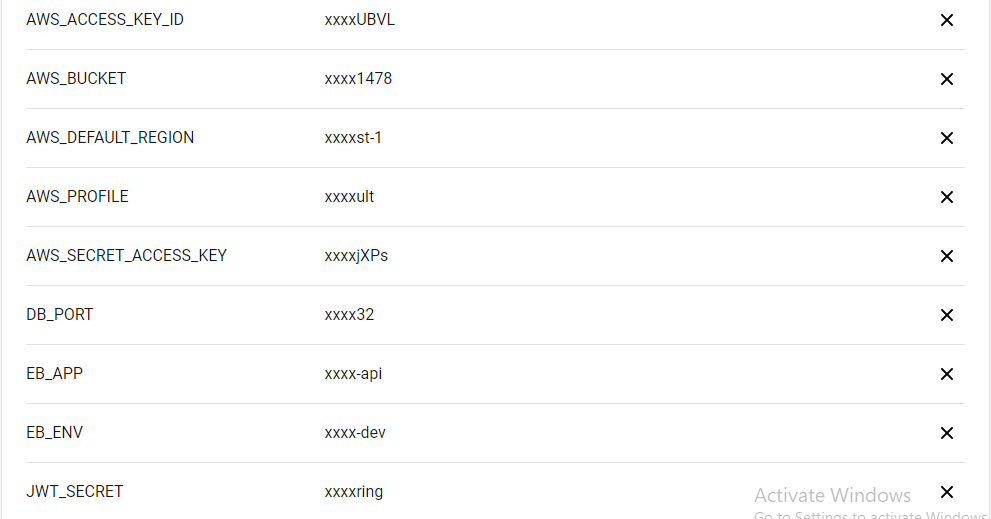 AWS_ACCESS_KEY_ID xxxxUBVL
AWS_BUCKET xxxx1478
AWS_DEFAULT_REGION xxxxst-1
AWS_PROFILE xxxxult
AWS_SECRET_ACCESS_KEY xxxxjXPs
DB_PORT xxxx32
EB_APP xxxx-api
EB_ENV xxxx-dev
JWT_SECRET xxxxring
Activate Windows
Go to Settings to activate Windows